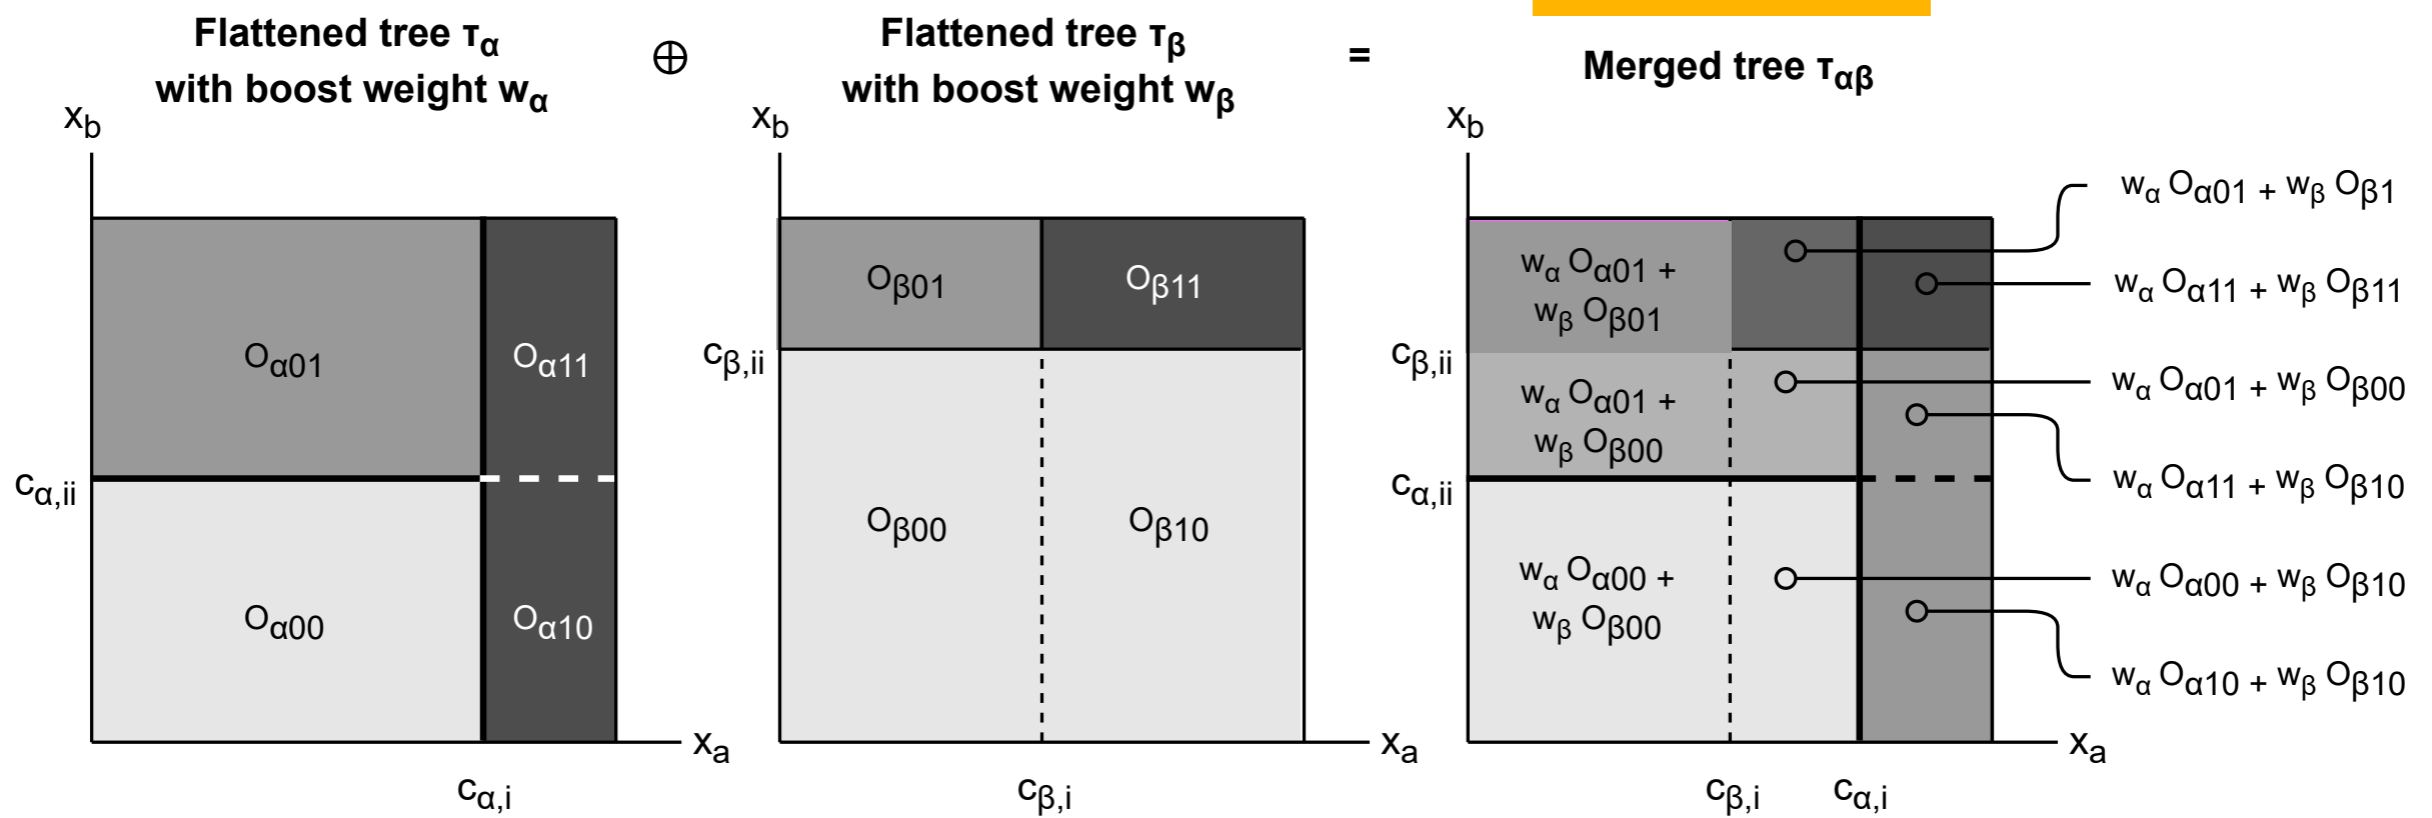 Flattened tree τα
with boost weight wα
⊕
Flattened tree τβ
with boost weight wβ
=
Merged tree ταβ
xb
Oα01
Oα11
cα,ii
Oα00
Oα10
xa
cα,i
xb
Oβ01
Oβ11
cβ,ii
Oβ00
Oβ10
xa
cβ,i
xb
wα Oα01 +
wβ Oβ01
cβ,ii
wα Oα01 +
wβ Oβ00
cα,ii
wα Oα00 +
wβ Oβ00
xa
cβ,i
cα,i
wα Oα01 + wβ Oβ1
wα Oα11 + wβ Oβ11
wα Oα01 + wβ Oβ00
wα Oα11 + wβ Oβ10
wα Oα00 + wβ Oβ10
wα Oα10 + wβ Oβ10